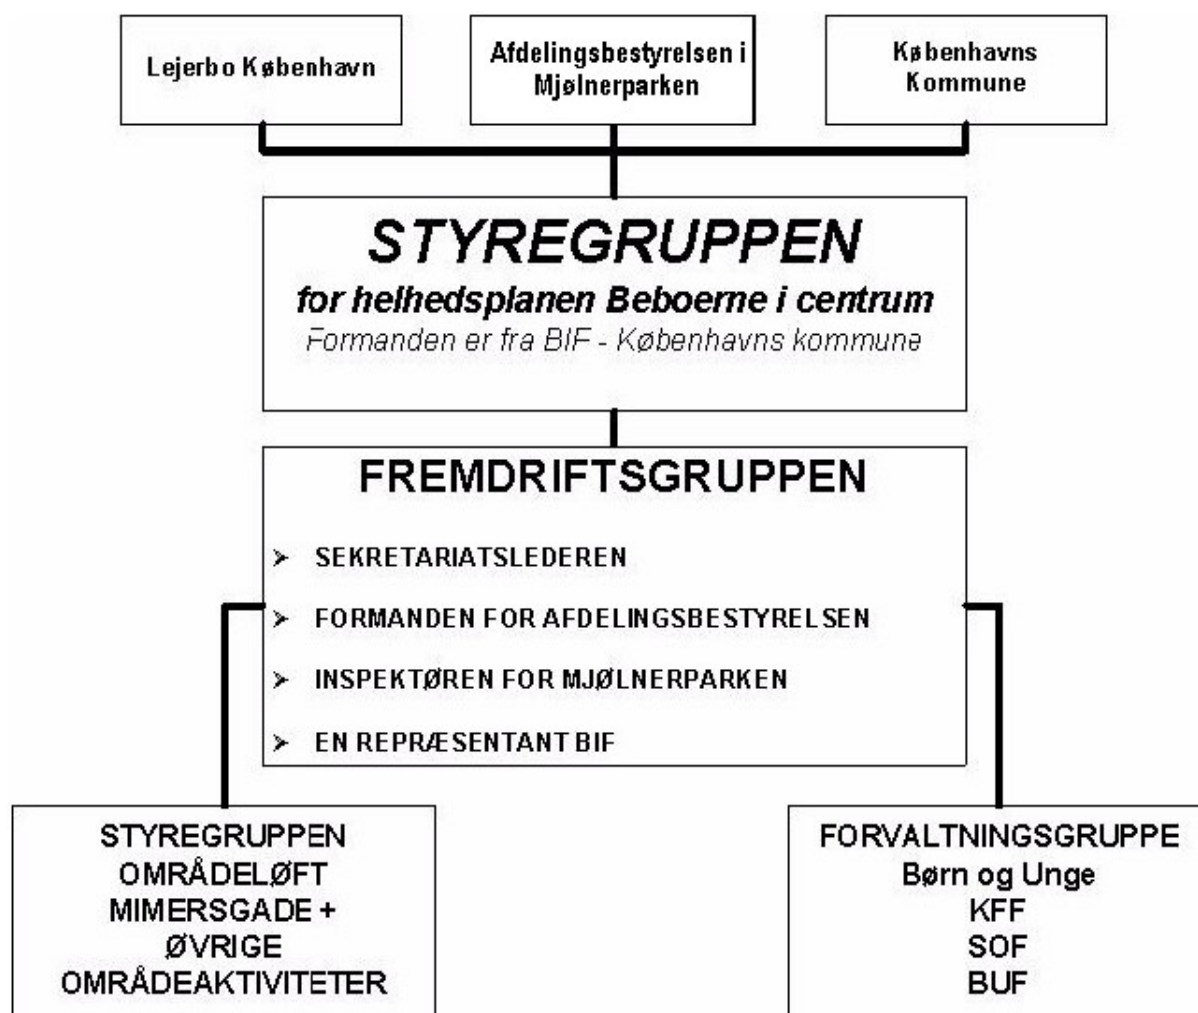 Lejerbo København
Afdelingsbestyrelsen i
Mjølnerparken
Københavns
Kommune
STYREGRUPPEN
for helhedsplanen Beboerne i centrum
Formanden er fra BIF - Københavns kommune
FREMDRIFTSGRUPPEN
➢ SEKRETARIATSLEDEREN
➢ FORMANDEN FOR AFDELINGSBESTYRELSEN
➢ INSPEKTØREN FOR MJØLNERPARKEN
➢ EN REPRÆSENTANT BIF
STYREGRUPPEN
OMRÅDELØFT
MIMERSGADE +
ØVRIGE
OMRÅDEAKTIVITETER
FORVALTNINGSGRUPPE
Børn og Unge
KFF
SOF
BUF